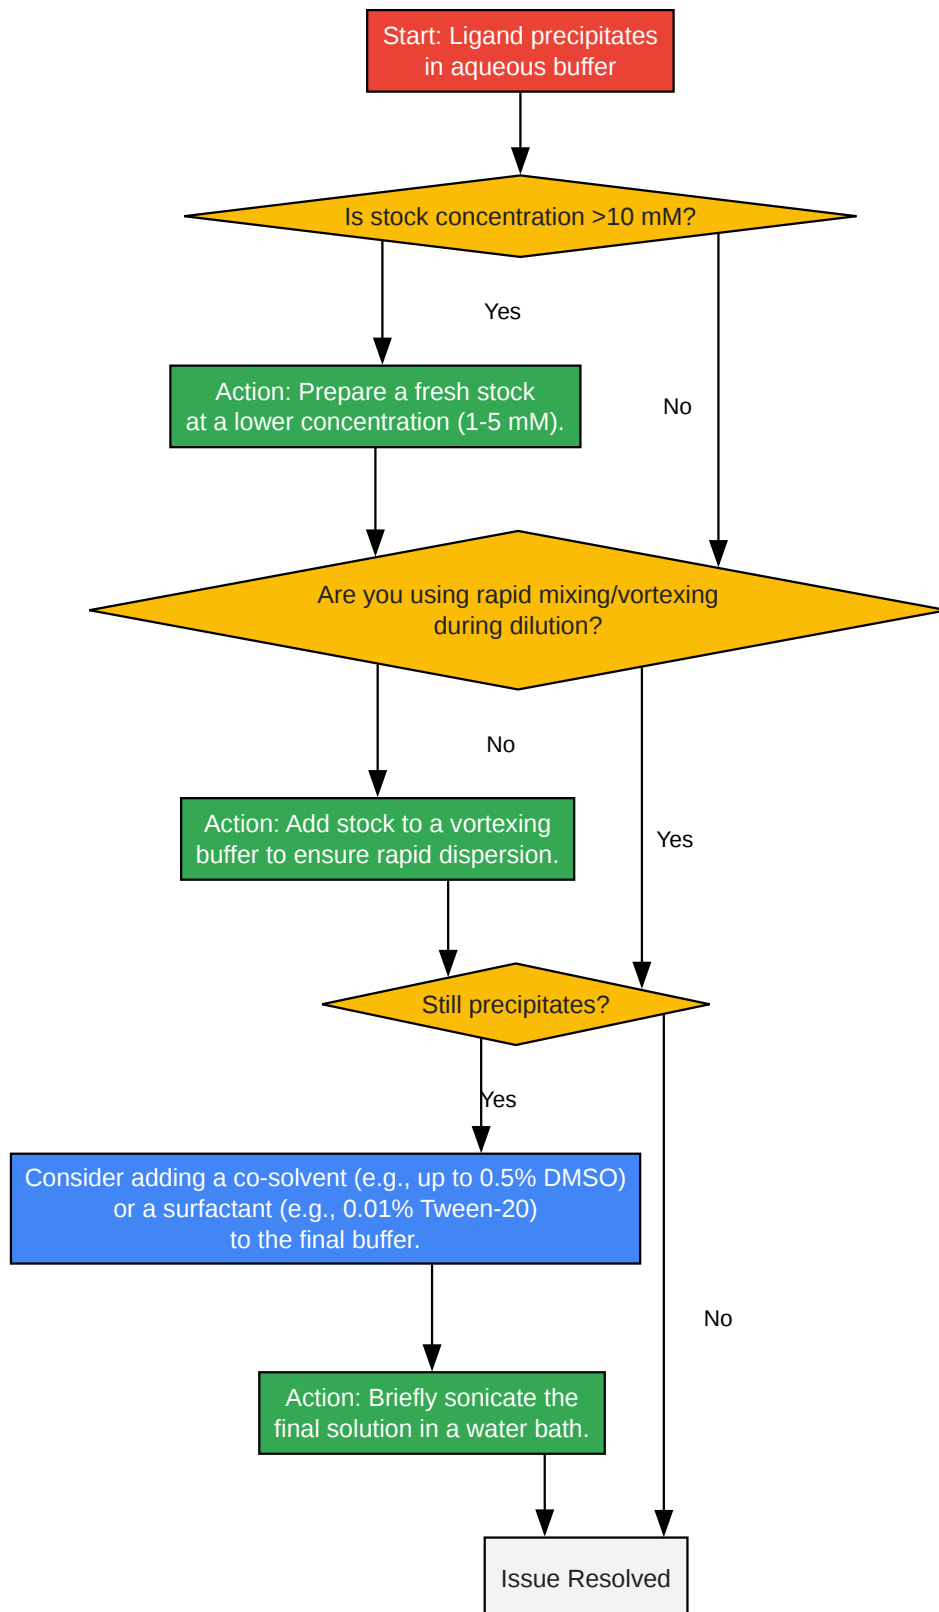 Start: Ligand precipitates
in aqueous buffer
Is stock concentration >10 mM?
Yes
Action: Prepare a fresh stock
at a lower concentration (1-5 mM).
No
Are you using rapid mixing/vortexing
during dilution?
No
Action: Add stock to a vortexing
buffer to ensure rapid dispersion.
Yes
Still precipitates?
Yes
Consider adding a co-solvent (e.g., up to 0.5% DMSO)
or a surfactant (e.g., 0.01% Tween-20)
to the final buffer.
No
Action: Briefly sonicate the
final solution in a water bath.
Issue Resolved